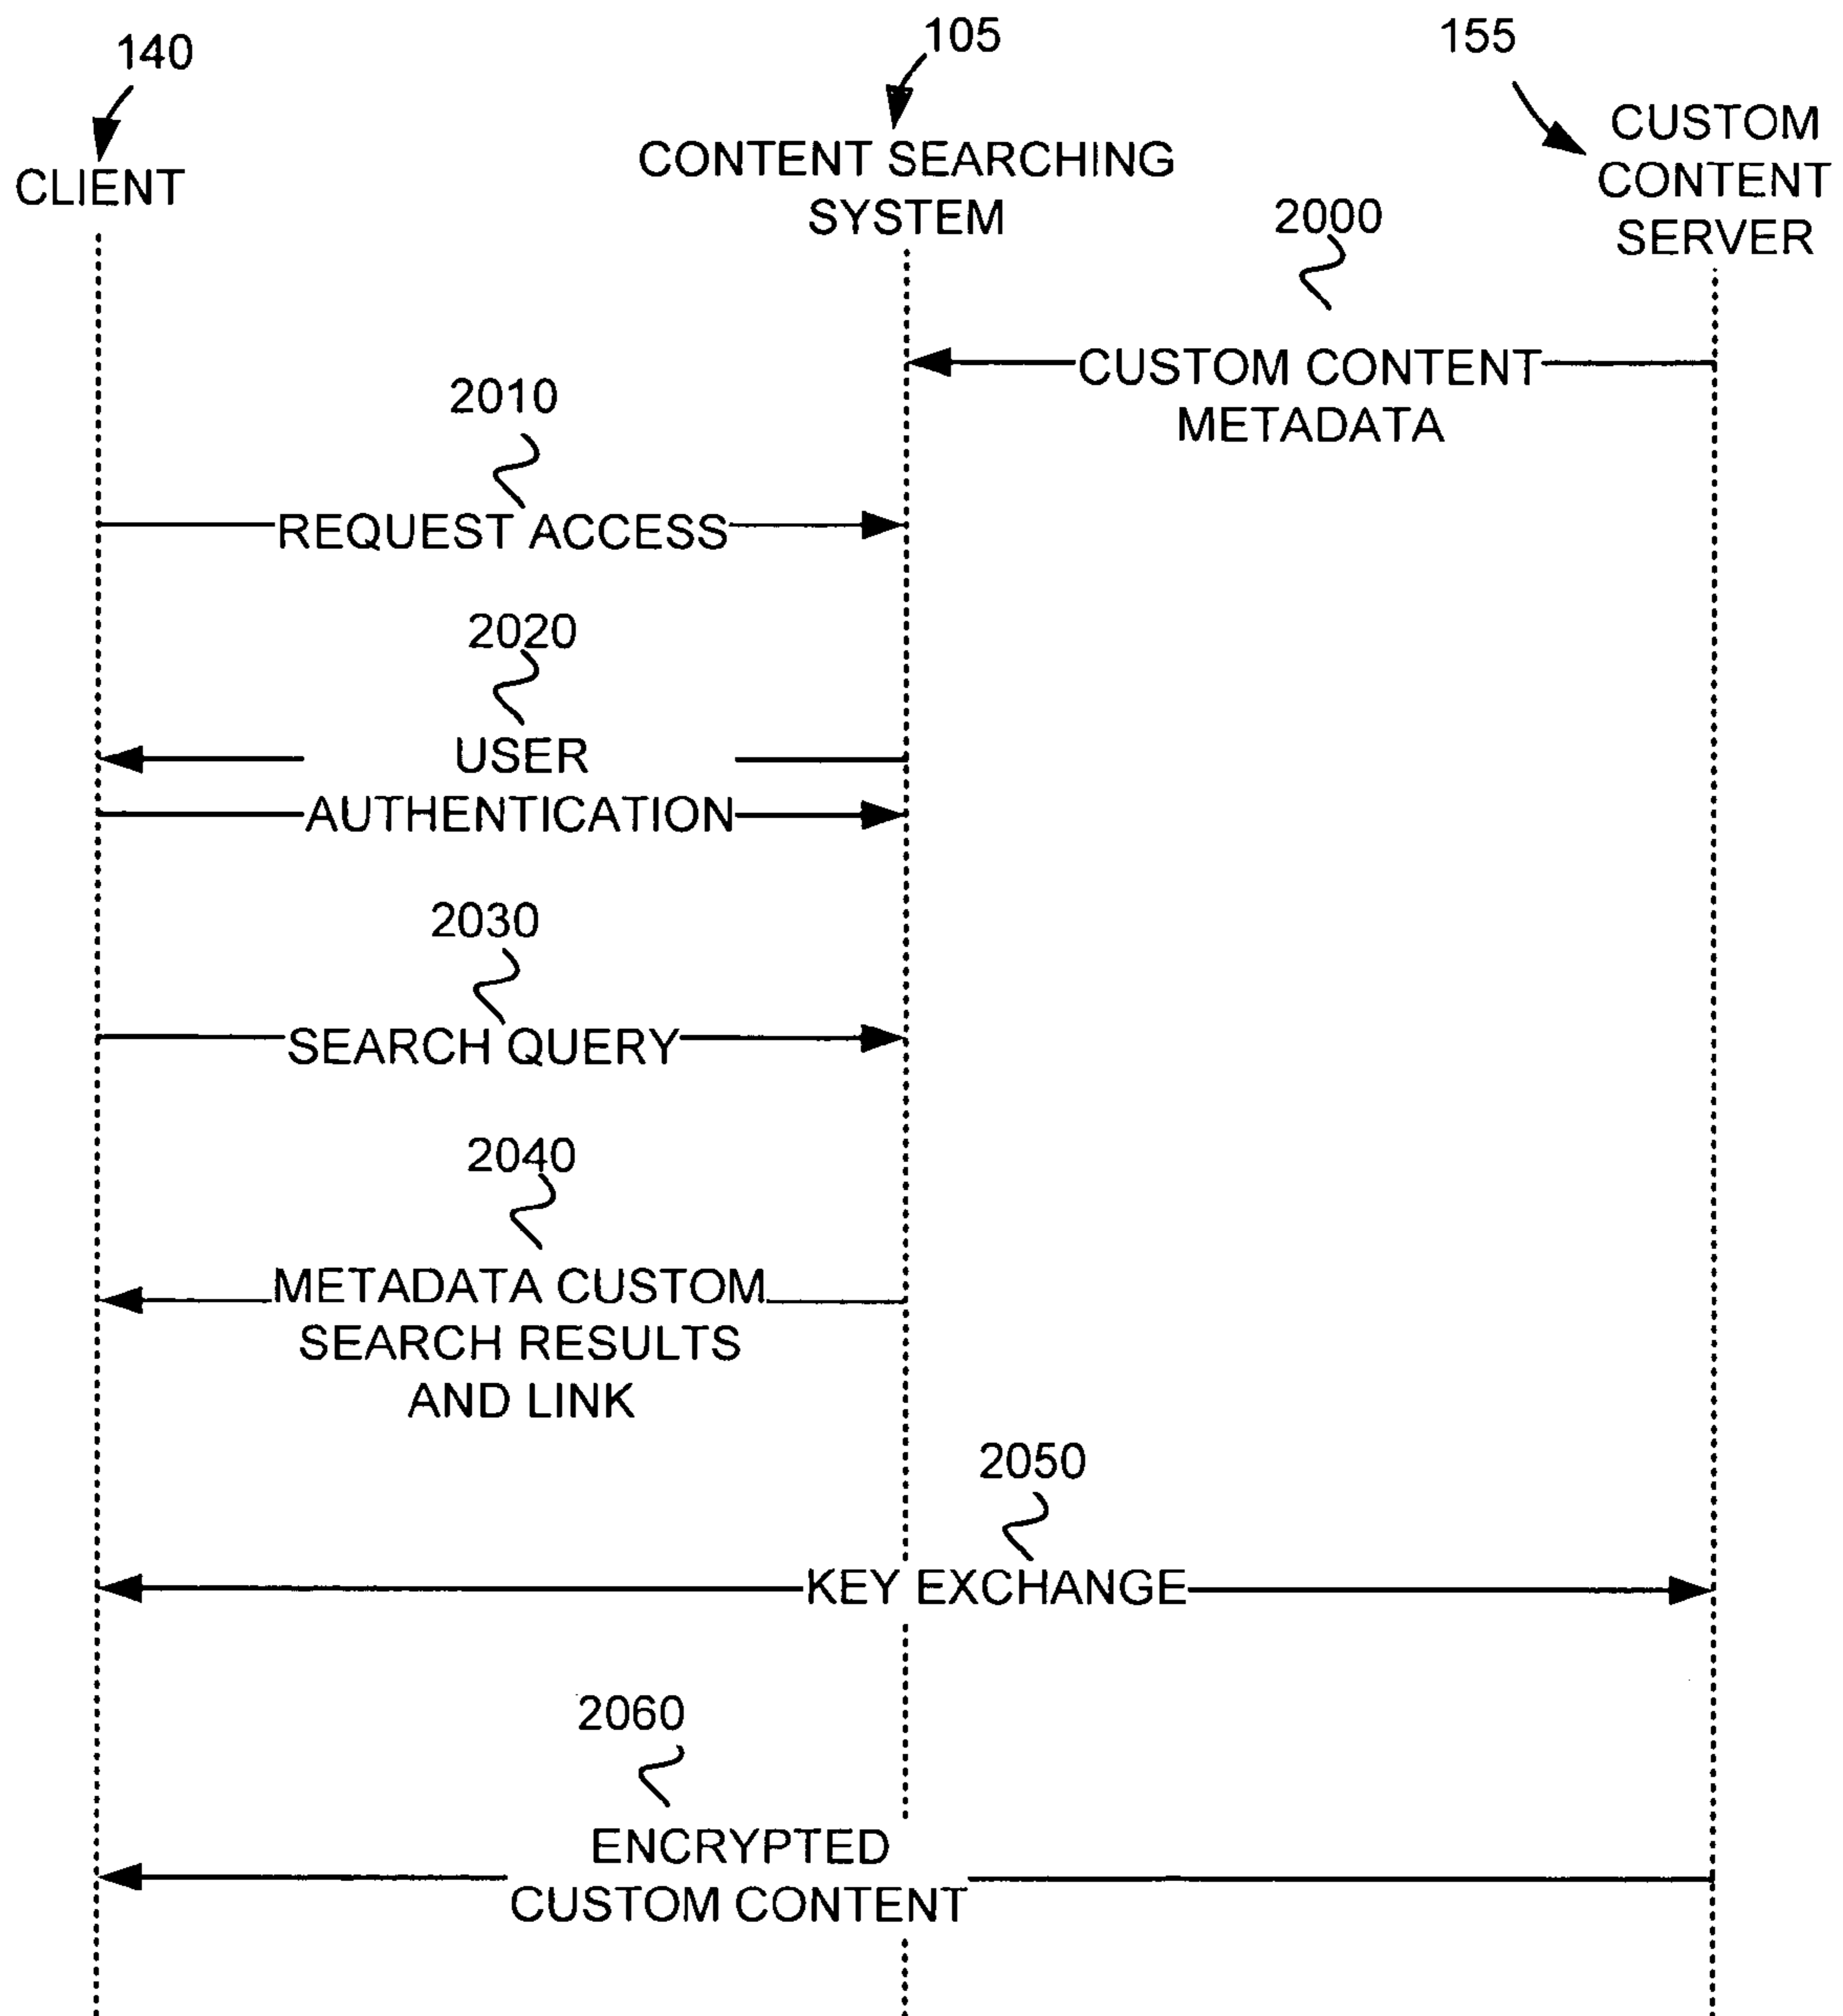 140
105
155
CLIENT
CONTENT SEARCHING
SYSTEM
CUSTOM
CONTENT
SERVER
2000
CUSTOM CONTENT
METADATA
2010
REQUEST ACCESS
2020
USER
AUTHENTICATION
2030
SEARCH QUERY
2040
METADATA CUSTOM
SEARCH RESULTS
AND LINK
2050
KEY EXCHANGE
2060
ENCRYPTED
CUSTOM CONTENT